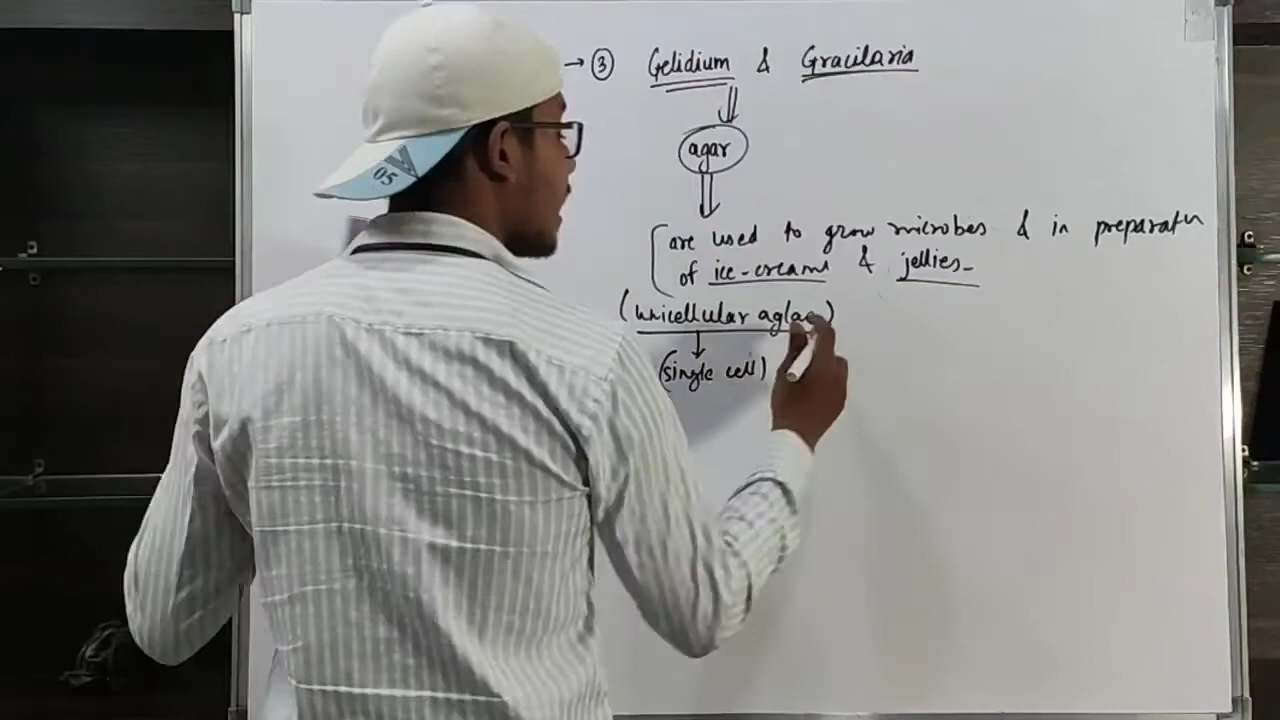 → ③ Gelidium & Gracilaria
agar
are used to grow microbes & in preparatn
of ice-creams & jellies
(unicellular aglae)
(single cell)
05